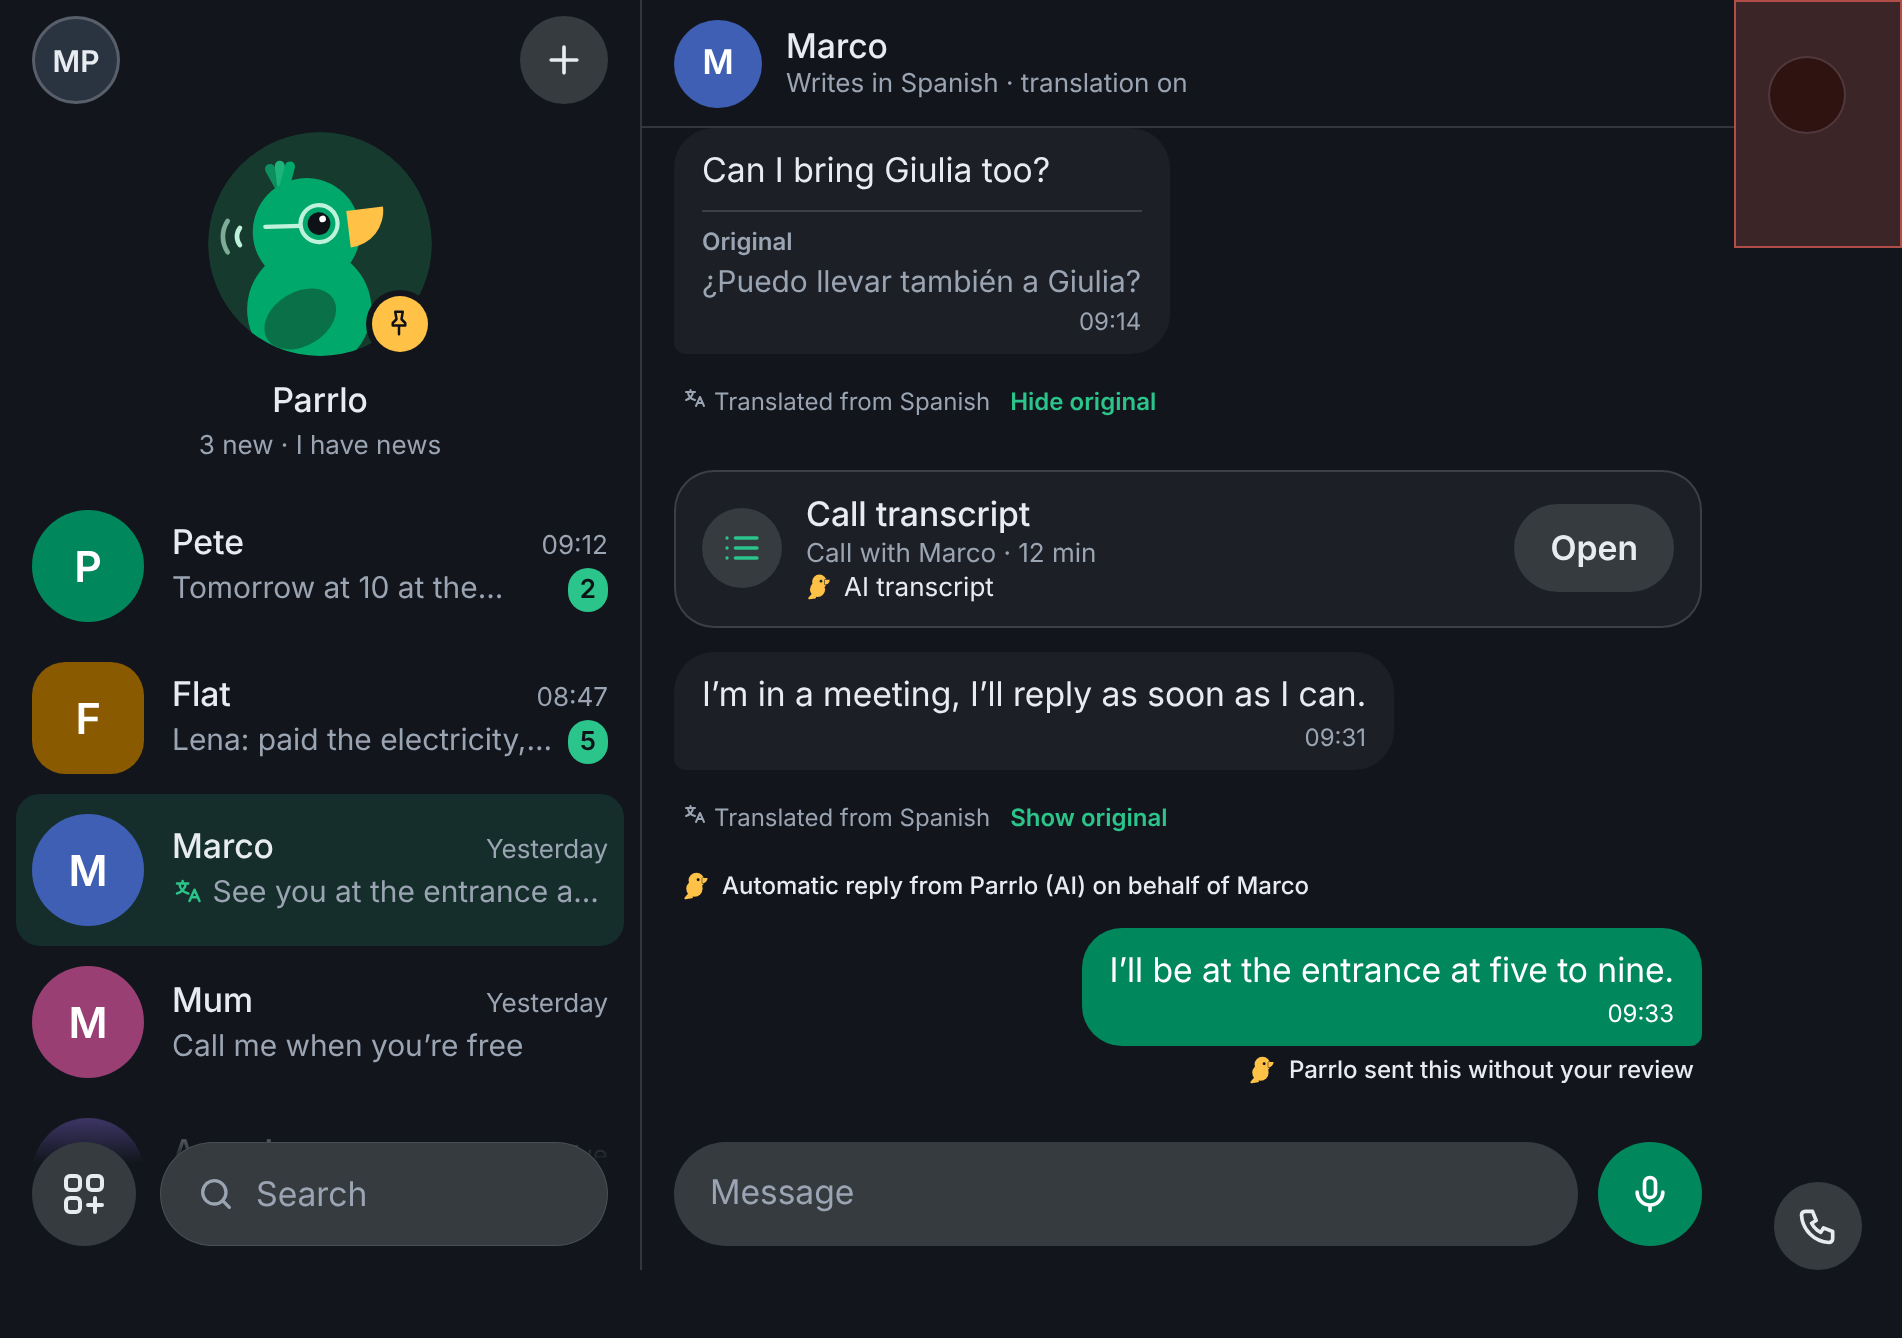 MP
Parrlo
3 new · I have news
P
Pete
09:12
Tomorrow at 10 at the...
2
F
Flat
08:47
Lena: paid the electricity,...
5
M
Marco
Yesterday
See you at the entrance a...
M
Mum
Yesterday
Call me when you're free
Search
M
Marco
Writes in Spanish · translation on
Can I bring Giulia too?
Original
¿Puedo llevar también a Giulia?
09:14
Translated from Spanish Hide original
Call transcript
Call with Marco · 12 min
AI transcript
Open
I'm in a meeting, I'll reply as soon as I can.
09:31
Translated from Spanish Show original
Automatic reply from Parrlo (AI) on behalf of Marco
I'll be at the entrance at five to nine.
09:33
Parrlo sent this without your review
Message